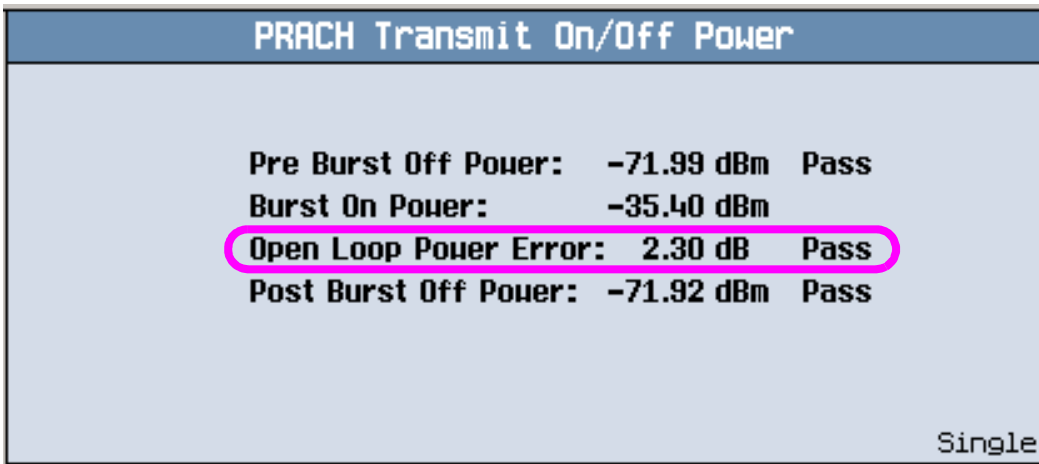 PRACH Transmit On/Off Power
Pre Burst Off Power: -71.99 dBm Pass
Burst On Power: -35.40 dBm
Open Loop Power Error: 2.30 dB Pass
Post Burst Off Power: -71.92 dBm Pass
Single